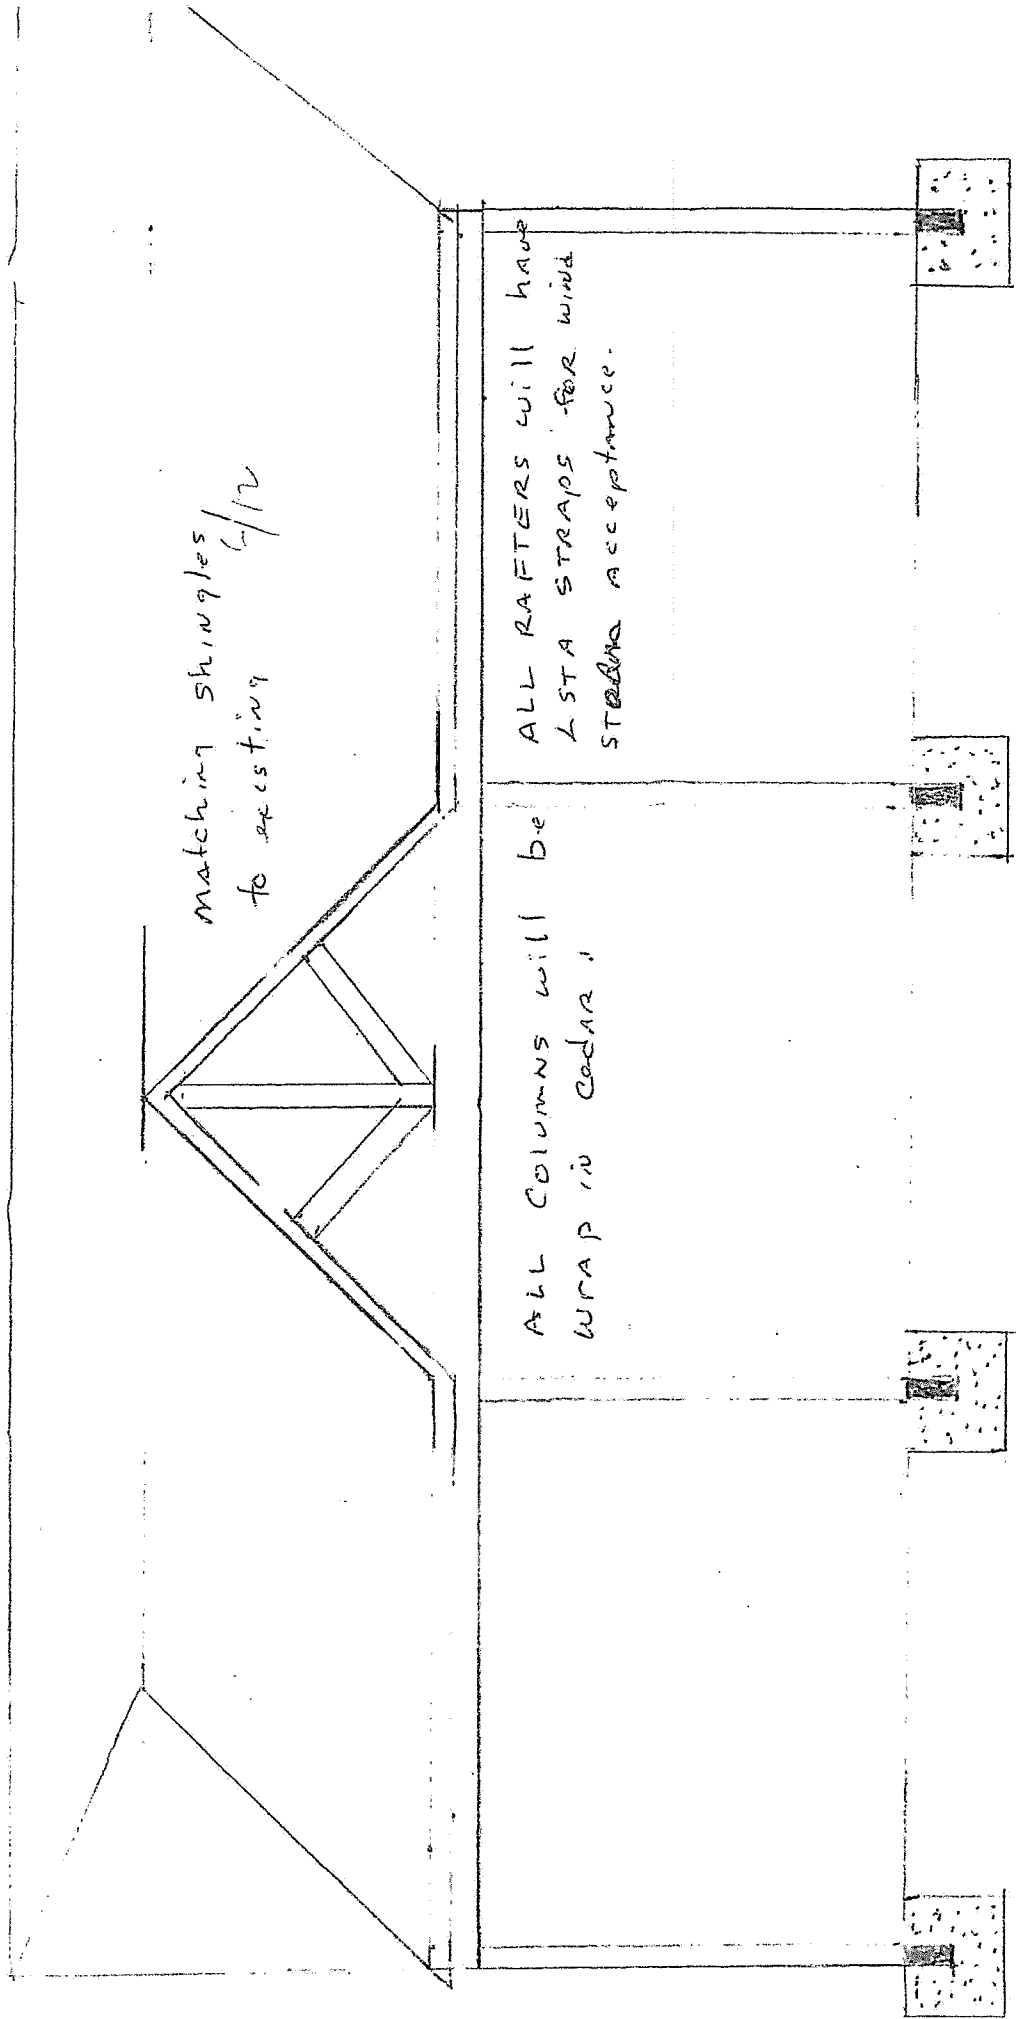 matching shingles
to existing 4/12
ALL COLUMNS will be
wrap in cedar.
ALL RAFTERS will have
LSTA STRAPS for wind
acceptance.